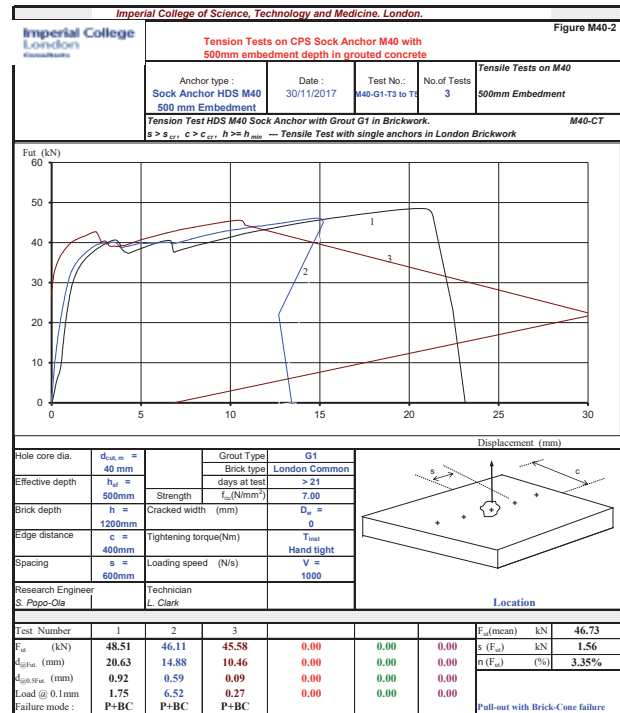 Imperial College of Science, Technology and Medicine. London.
Imperial College
London
Consultants
Figure M40-2
Tension Tests on CPS Sock Anchor M40 with
500mm embedment depth in grouted concrete
Anchor type :
Sock Anchor HDS M40
500 mm Embedment
Date :
30/11/2017
Test No.:
M40-G1-T3 to T5
No.of Tests
3
Tensile Tests on M40
500mm Embedment
Tension Test HDS M40 Sock Anchor with Grout G1 in Brickwork. M40-CT
s > s cr, c > c cr, h >= h min --- Tensile Test with single anchors in London Brickwork
Fut (kN)
60
50
40
30
20
10
0
0 5 10 15 20 25 30
1
2
3
Displacement (mm)
Hole core dia. d cut, m = Grout Type G1
40 mm Brick type London Common
Effective depth h ef = days at test > 21
500mm Strength f cu(N/mm²) 7.00
Brick depth h = Cracked width (mm) D w =
1200mm 0
Edge distance c = Tightening torque(Nm) T inst
400mm Hand tight
Spacing s = Loading speed (N/s) V =
600mm 1000
Research Engineer Technician
S. Popo-Ola L. Clark
s
c
Location
Test Number 1 2 3
F ut (kN) 48.51 46.11 45.58 0.00 0.00 0.00
d @Fut. (mm) 20.63 14.88 10.46 0.00 0.00 0.00
d @0.5Fut. (mm) 0.92 0.59 0.09 0.00 0.00 0.00
Load @ 0.1mm 1.75 6.52 0.27 0.00 0.00 0.00
Failure mode : P+BC P+BC P+BC
F ut(mean) kN 46.73
s (F ut) kN 1.56
n (F ut) (%) 3.35%
Pull-out with Brick-Cone failure